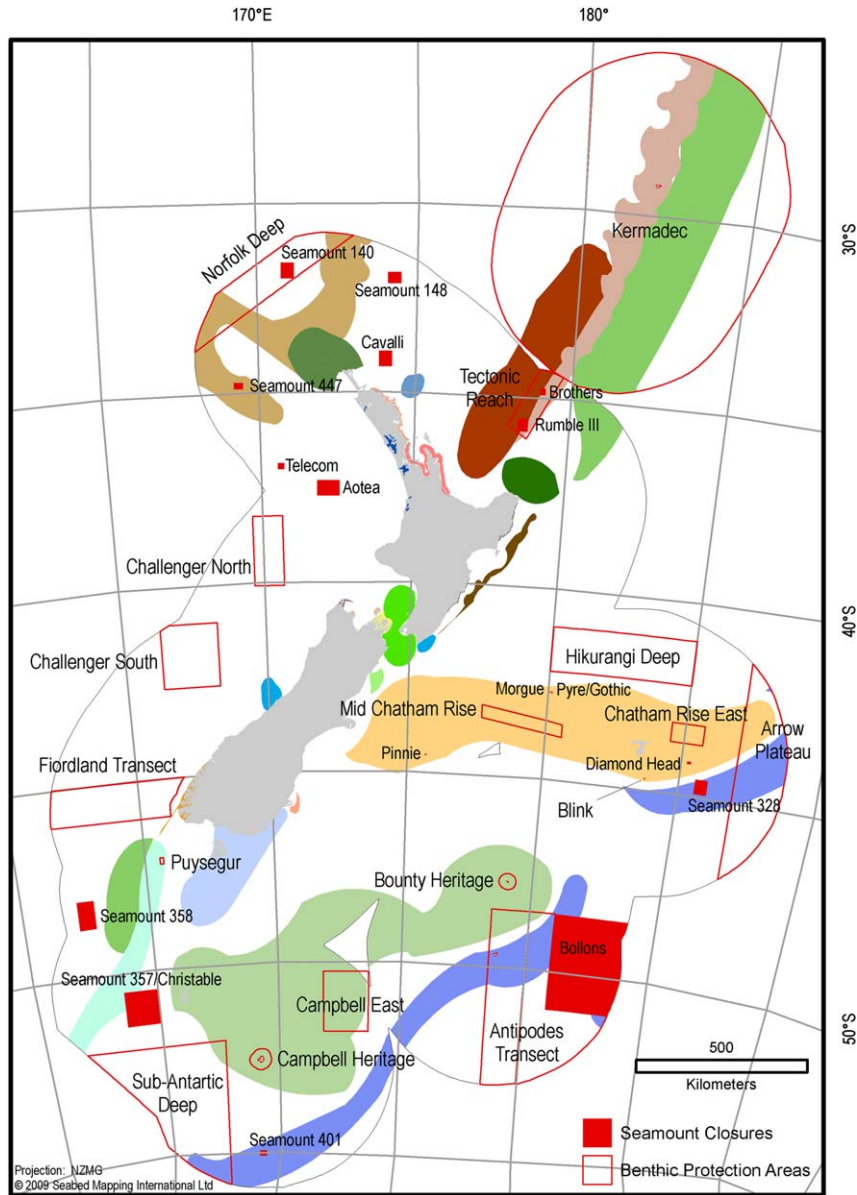 170°E
180°
30°S
40°S
50°S
Norfolk Deep
Seamount 140
Seamount 148
Kermadec
Cavalli
Seamount 447
Tectonic
Reach
Brothers
Rumble III
Telecom
Aotea
Challenger North
Challenger South
Hikurangi Deep
Morgue
Pyre/Gothic
Mid Chatham Rise
Chatham Rise East
Arrow
Plateau
Pinnie
Diamond Head
Fiordland Transect
Blink
Seamount 328
Puysegur
Bounty Heritage
Seamount 358
Bollons
Seamount 357/Christable
Campbell East
Antipodes
Transect
Campbell Heritage
Sub-Antarctic
Deep
500
Kilometers
Seamount 401
Seamount Closures
Benthic Protection Areas
Projection: NZMG
© 2009 Seabed Mapping International Ltd